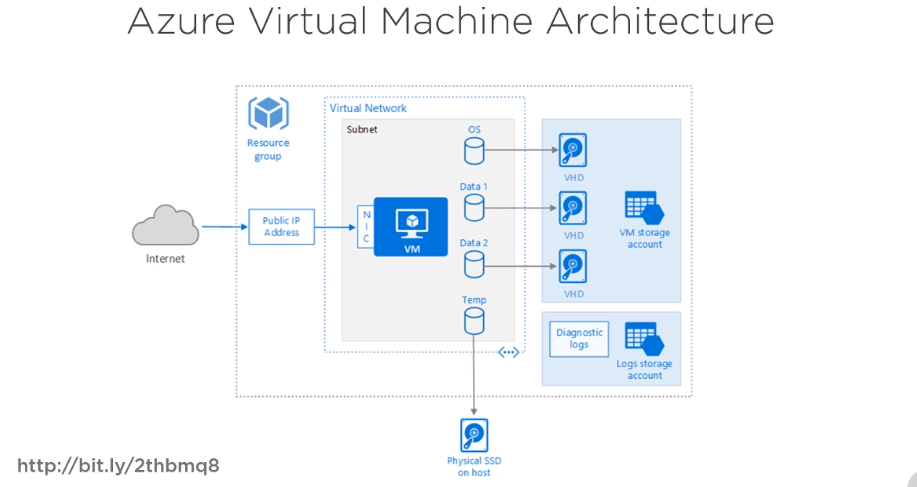 Azure Virtual Machine Architecture
Resource
group
Virtual Network
Subnet
OS
Data 1
Data 2
Temp
Internet
Public IP
Address
N
I
C
VM
VHD
VHD
VHD
VM storage
account
Diagnostic
logs
Logs storage
account
Physical SSD
on host
http://bit.ly/2thbmq8